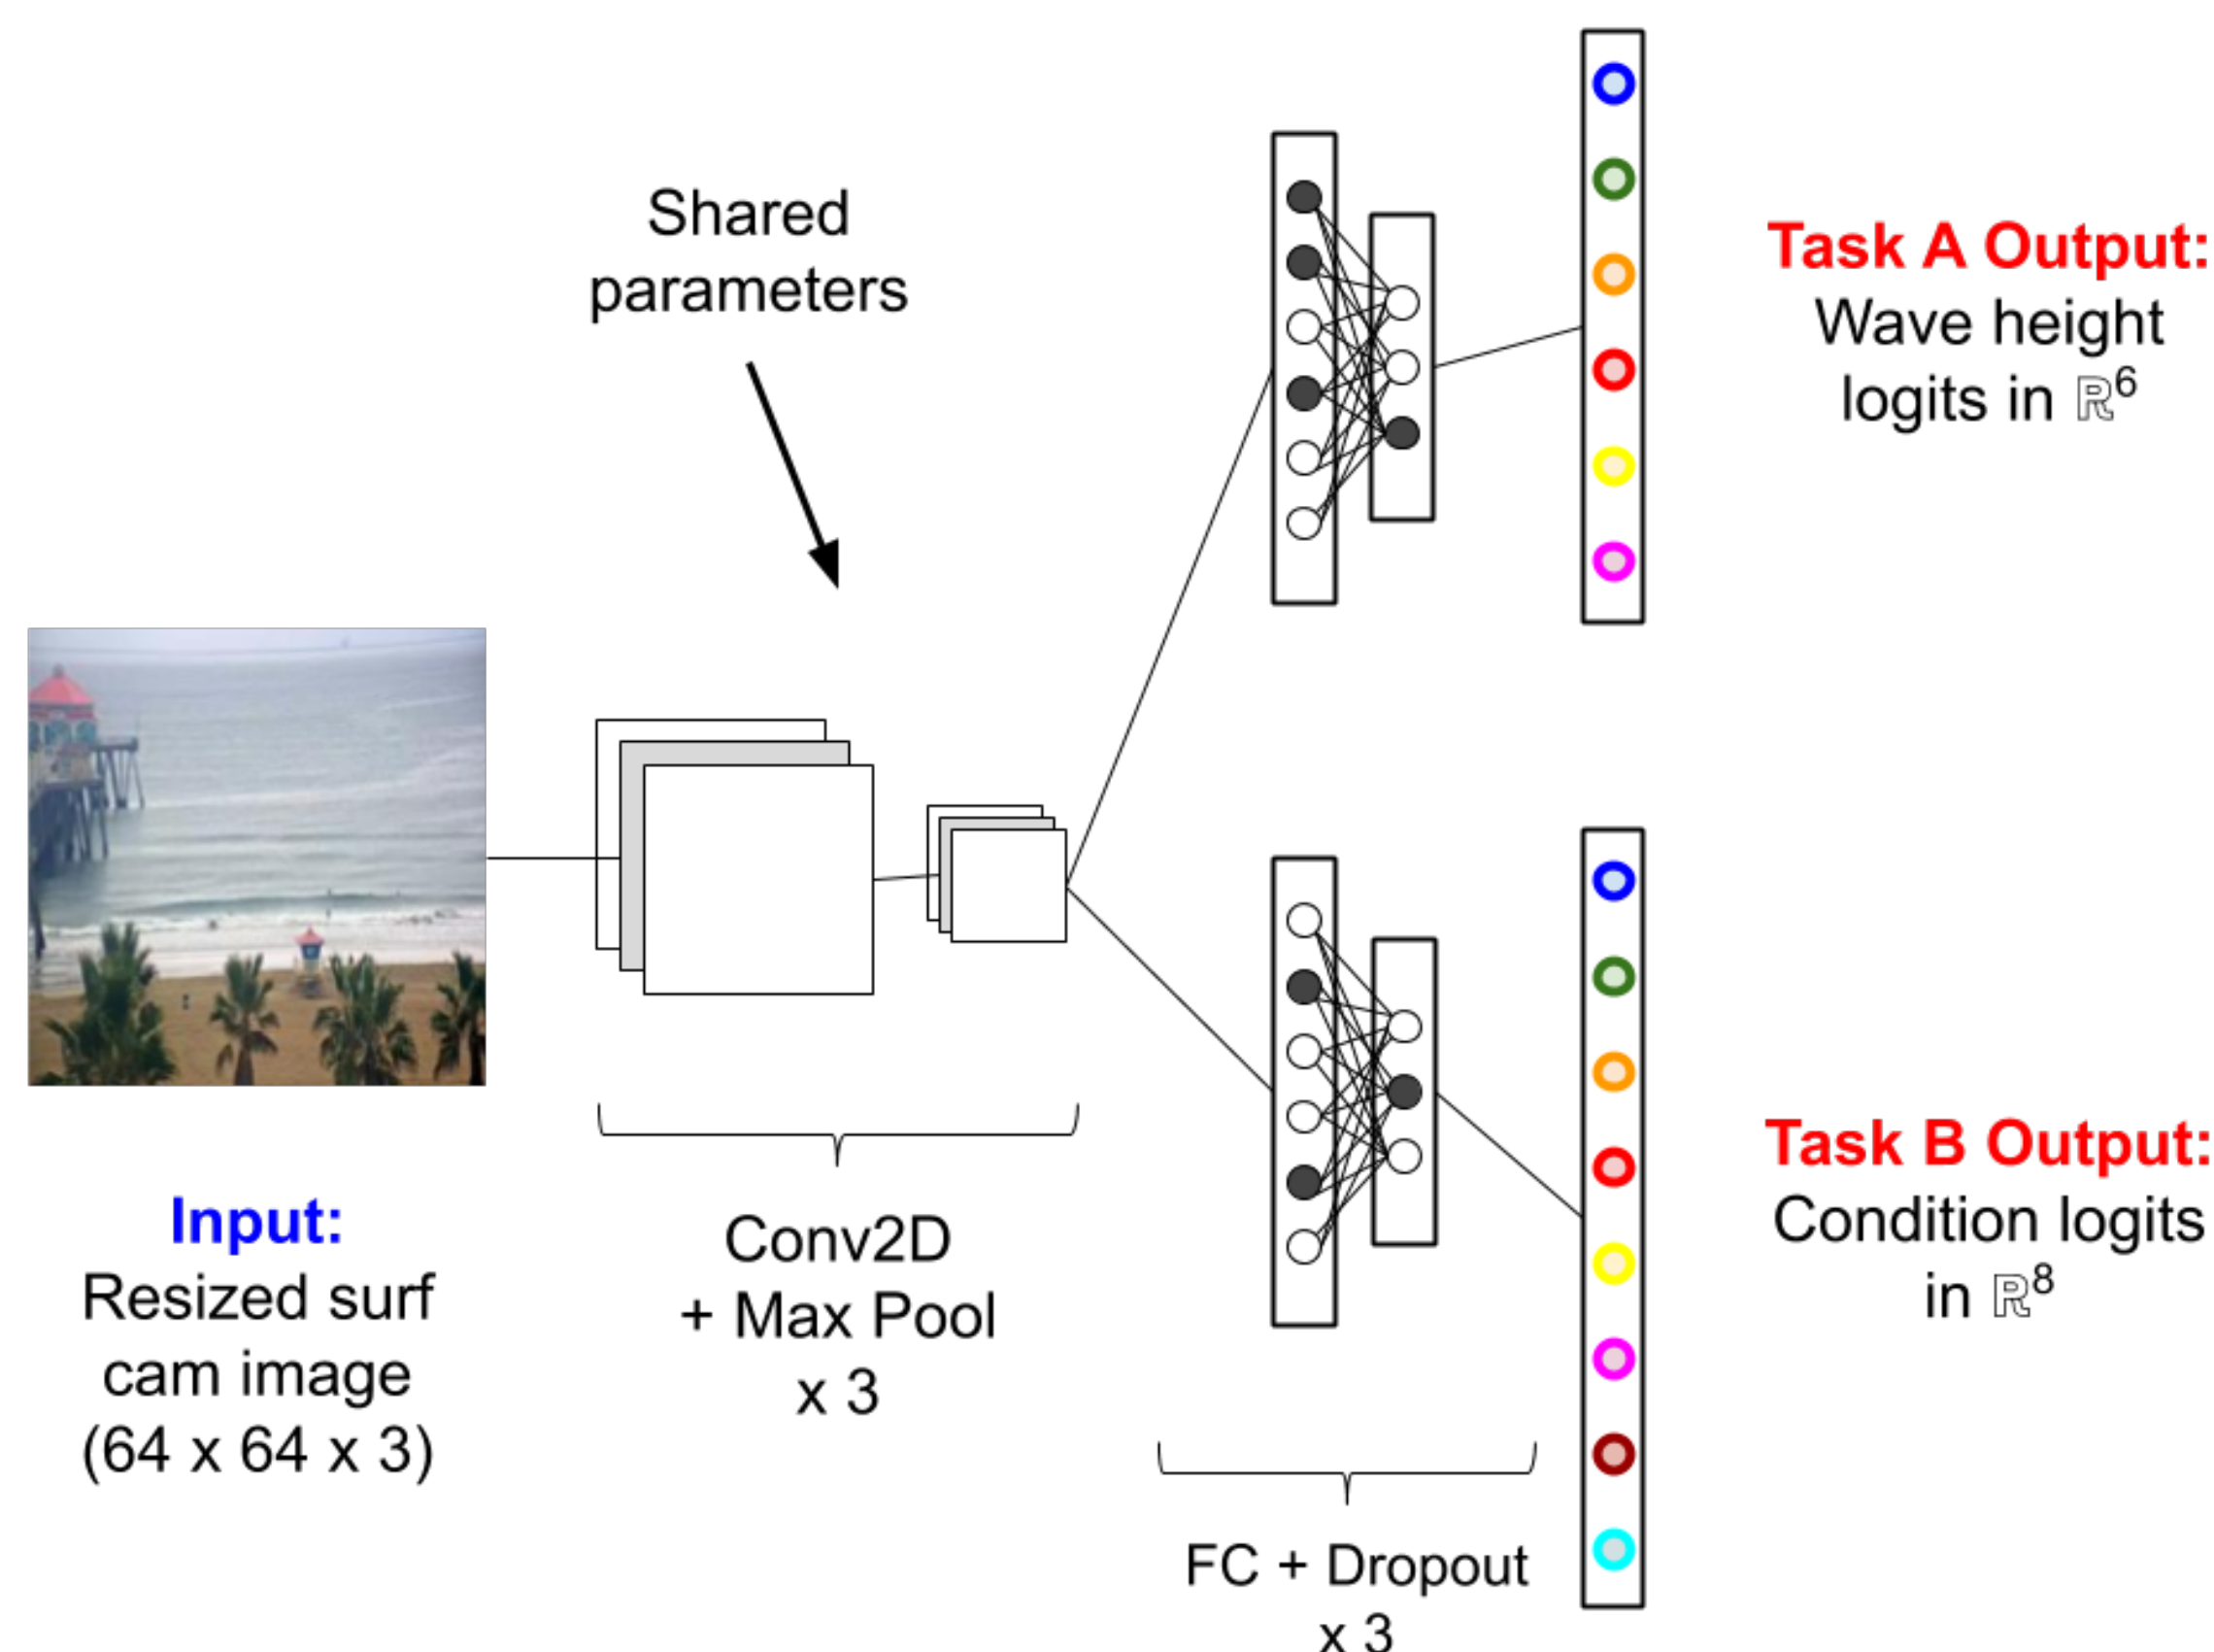 Shared
parameters
Task A Output:
Wave height
logits in ℝ⁶
Input:
Resized surf
cam image
(64 x 64 x 3)
Conv2D
+ Max Pool
x 3
FC + Dropout
x 3
Task B Output:
Condition logits
in ℝ⁸